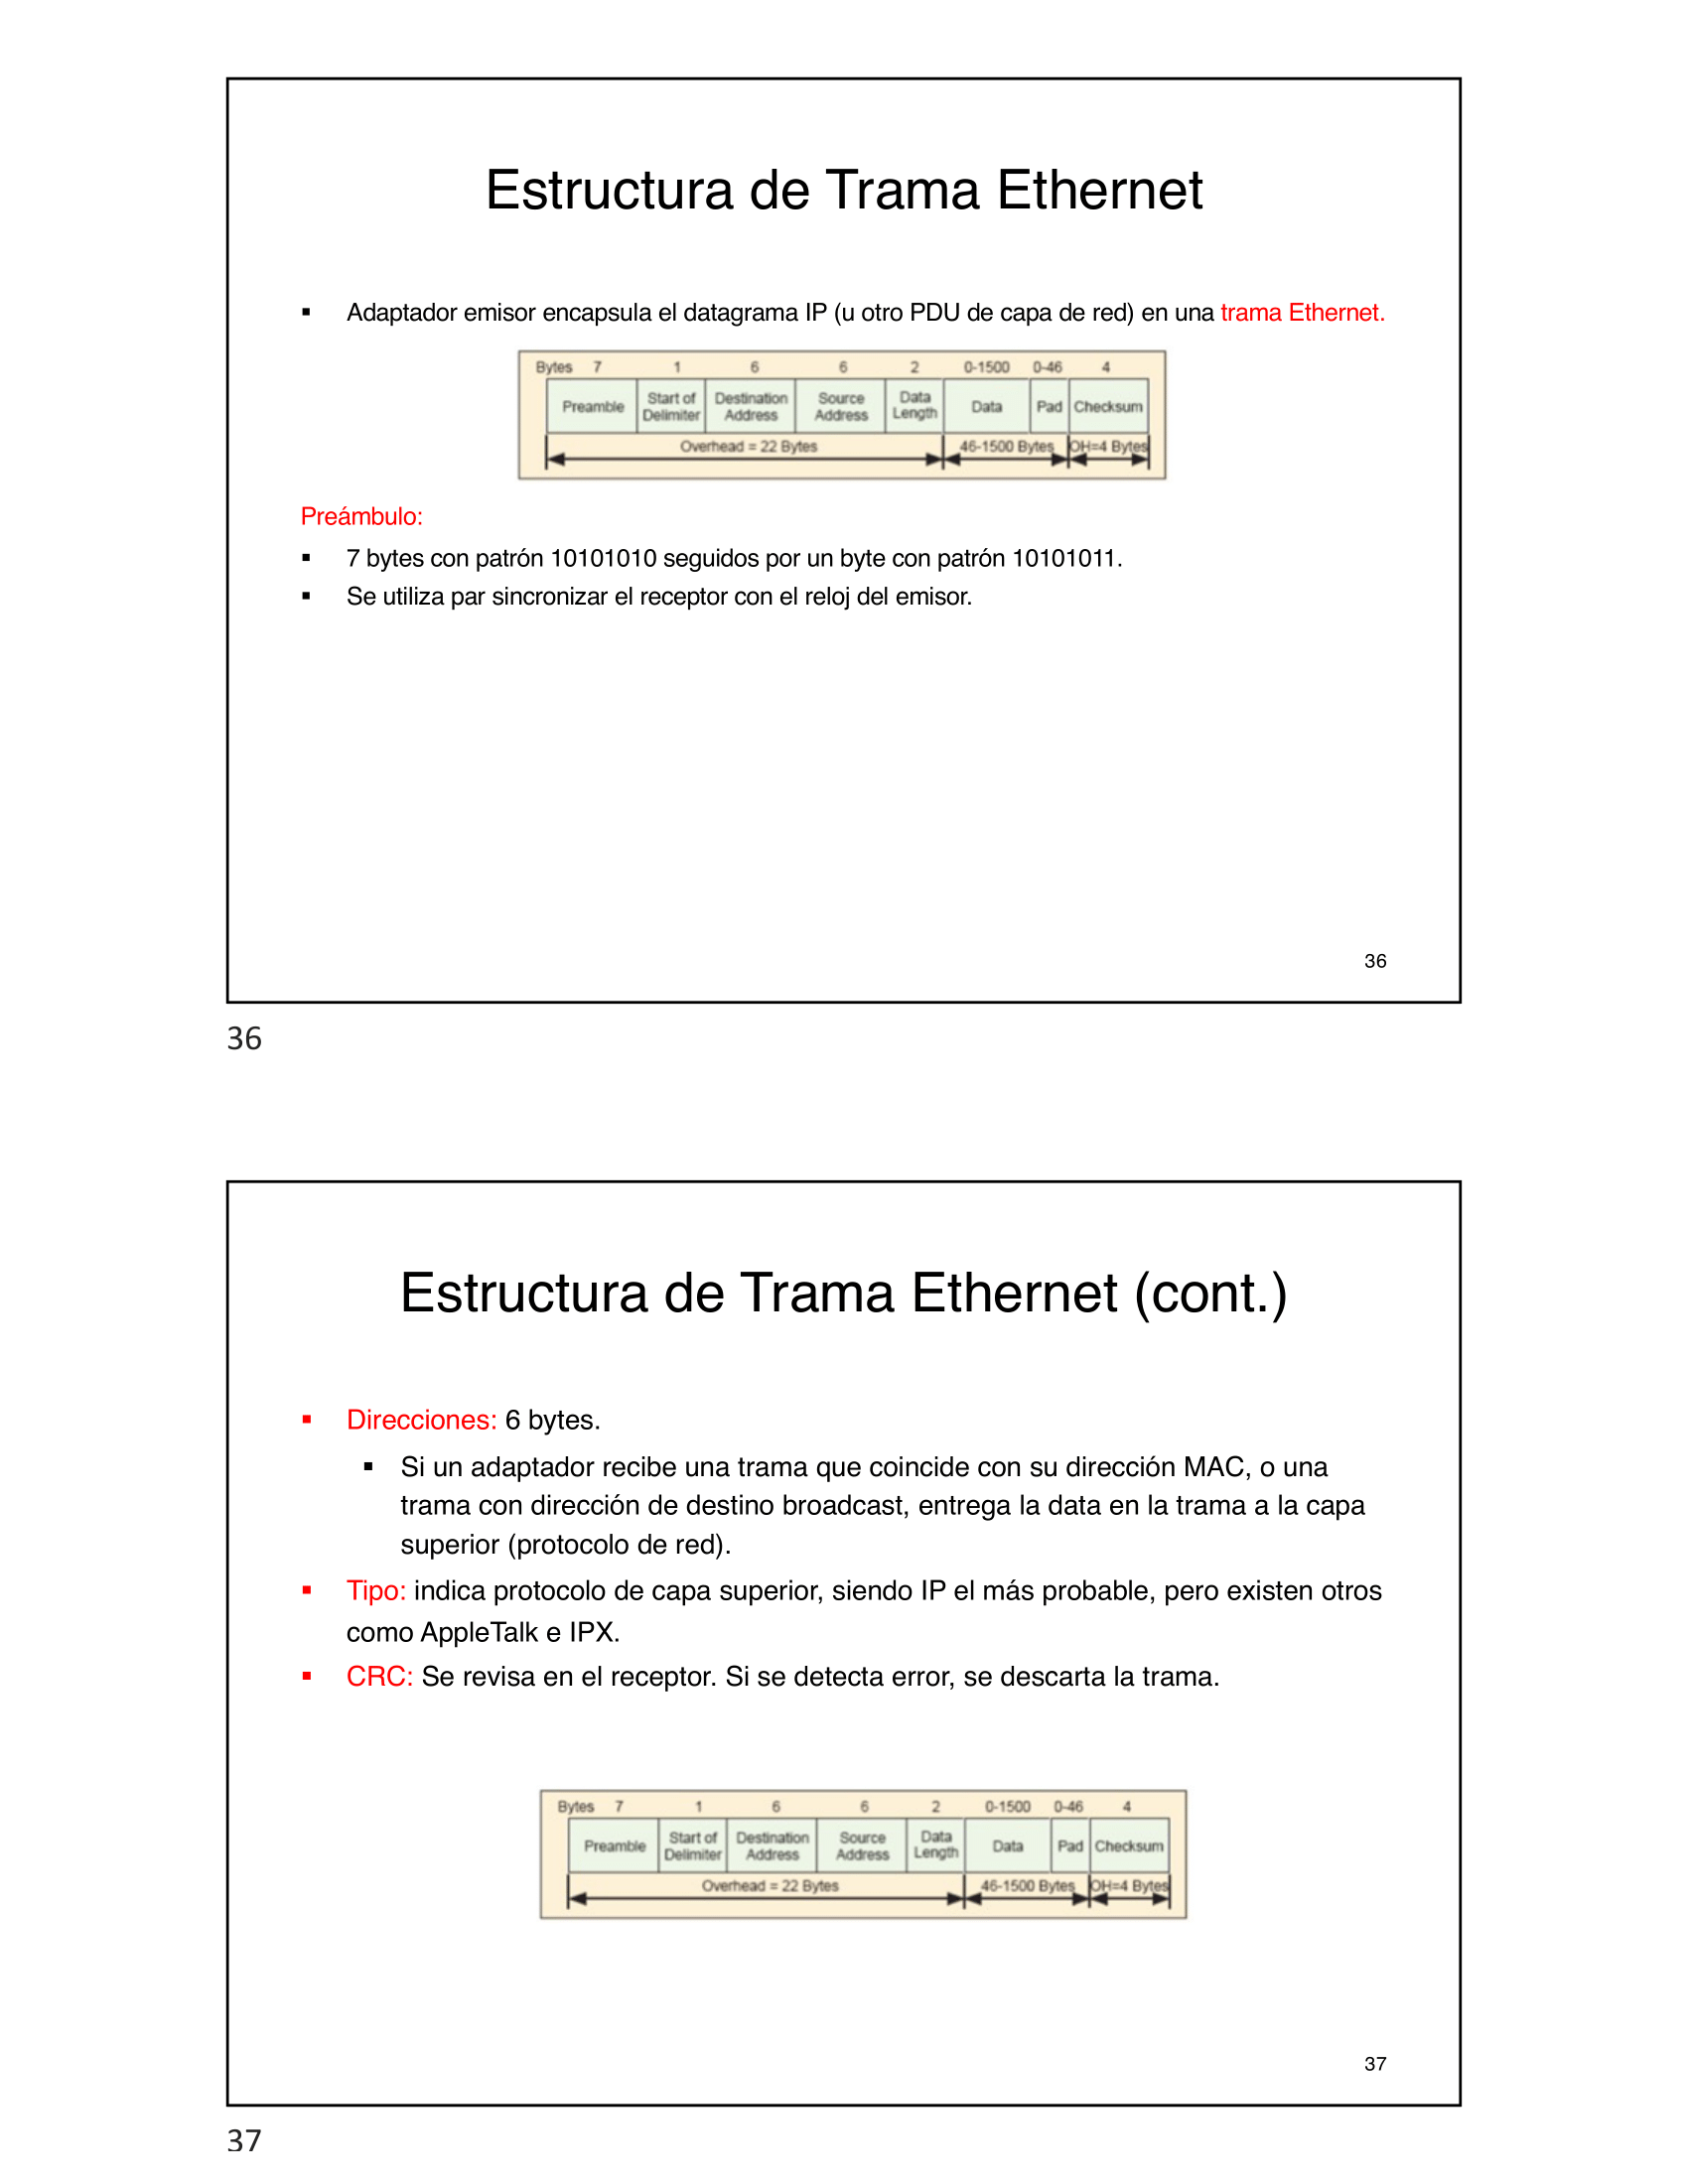 Estructura de Trama Ethernet
▪ Adaptador emisor encapsula el datagrama IP (u otro PDU de capa de red) en una trama Ethernet.
Bytes 7 1 6 6 2 0-1500 0-46 4
Preamble Start of Delimiter Destination Address Source Address Data Length Data Pad Checksum
Overhead = 22 Bytes 46-1500 Bytes OH=4 Bytes
Preámbulo:
▪ 7 bytes con patrón 10101010 seguidos por un byte con patrón 10101011.
▪ Se utiliza par sincronizar el receptor con el reloj del emisor.
36
36
Estructura de Trama Ethernet (cont.)
▪ Direcciones: 6 bytes.
▪ Si un adaptador recibe una trama que coincide con su dirección MAC, o una
trama con dirección de destino broadcast, entrega la data en la trama a la capa
superior (protocolo de red).
▪ Tipo: indica protocolo de capa superior, siendo IP el más probable, pero existen otros
como AppleTalk e IPX.
▪ CRC: Se revisa en el receptor. Si se detecta error, se descarta la trama.
Bytes 7 1 6 6 2 0-1500 0-46 4
Preamble Start of Delimiter Destination Address Source Address Data Length Data Pad Checksum
Overhead = 22 Bytes 46-1500 Bytes OH=4 Bytes
37
37